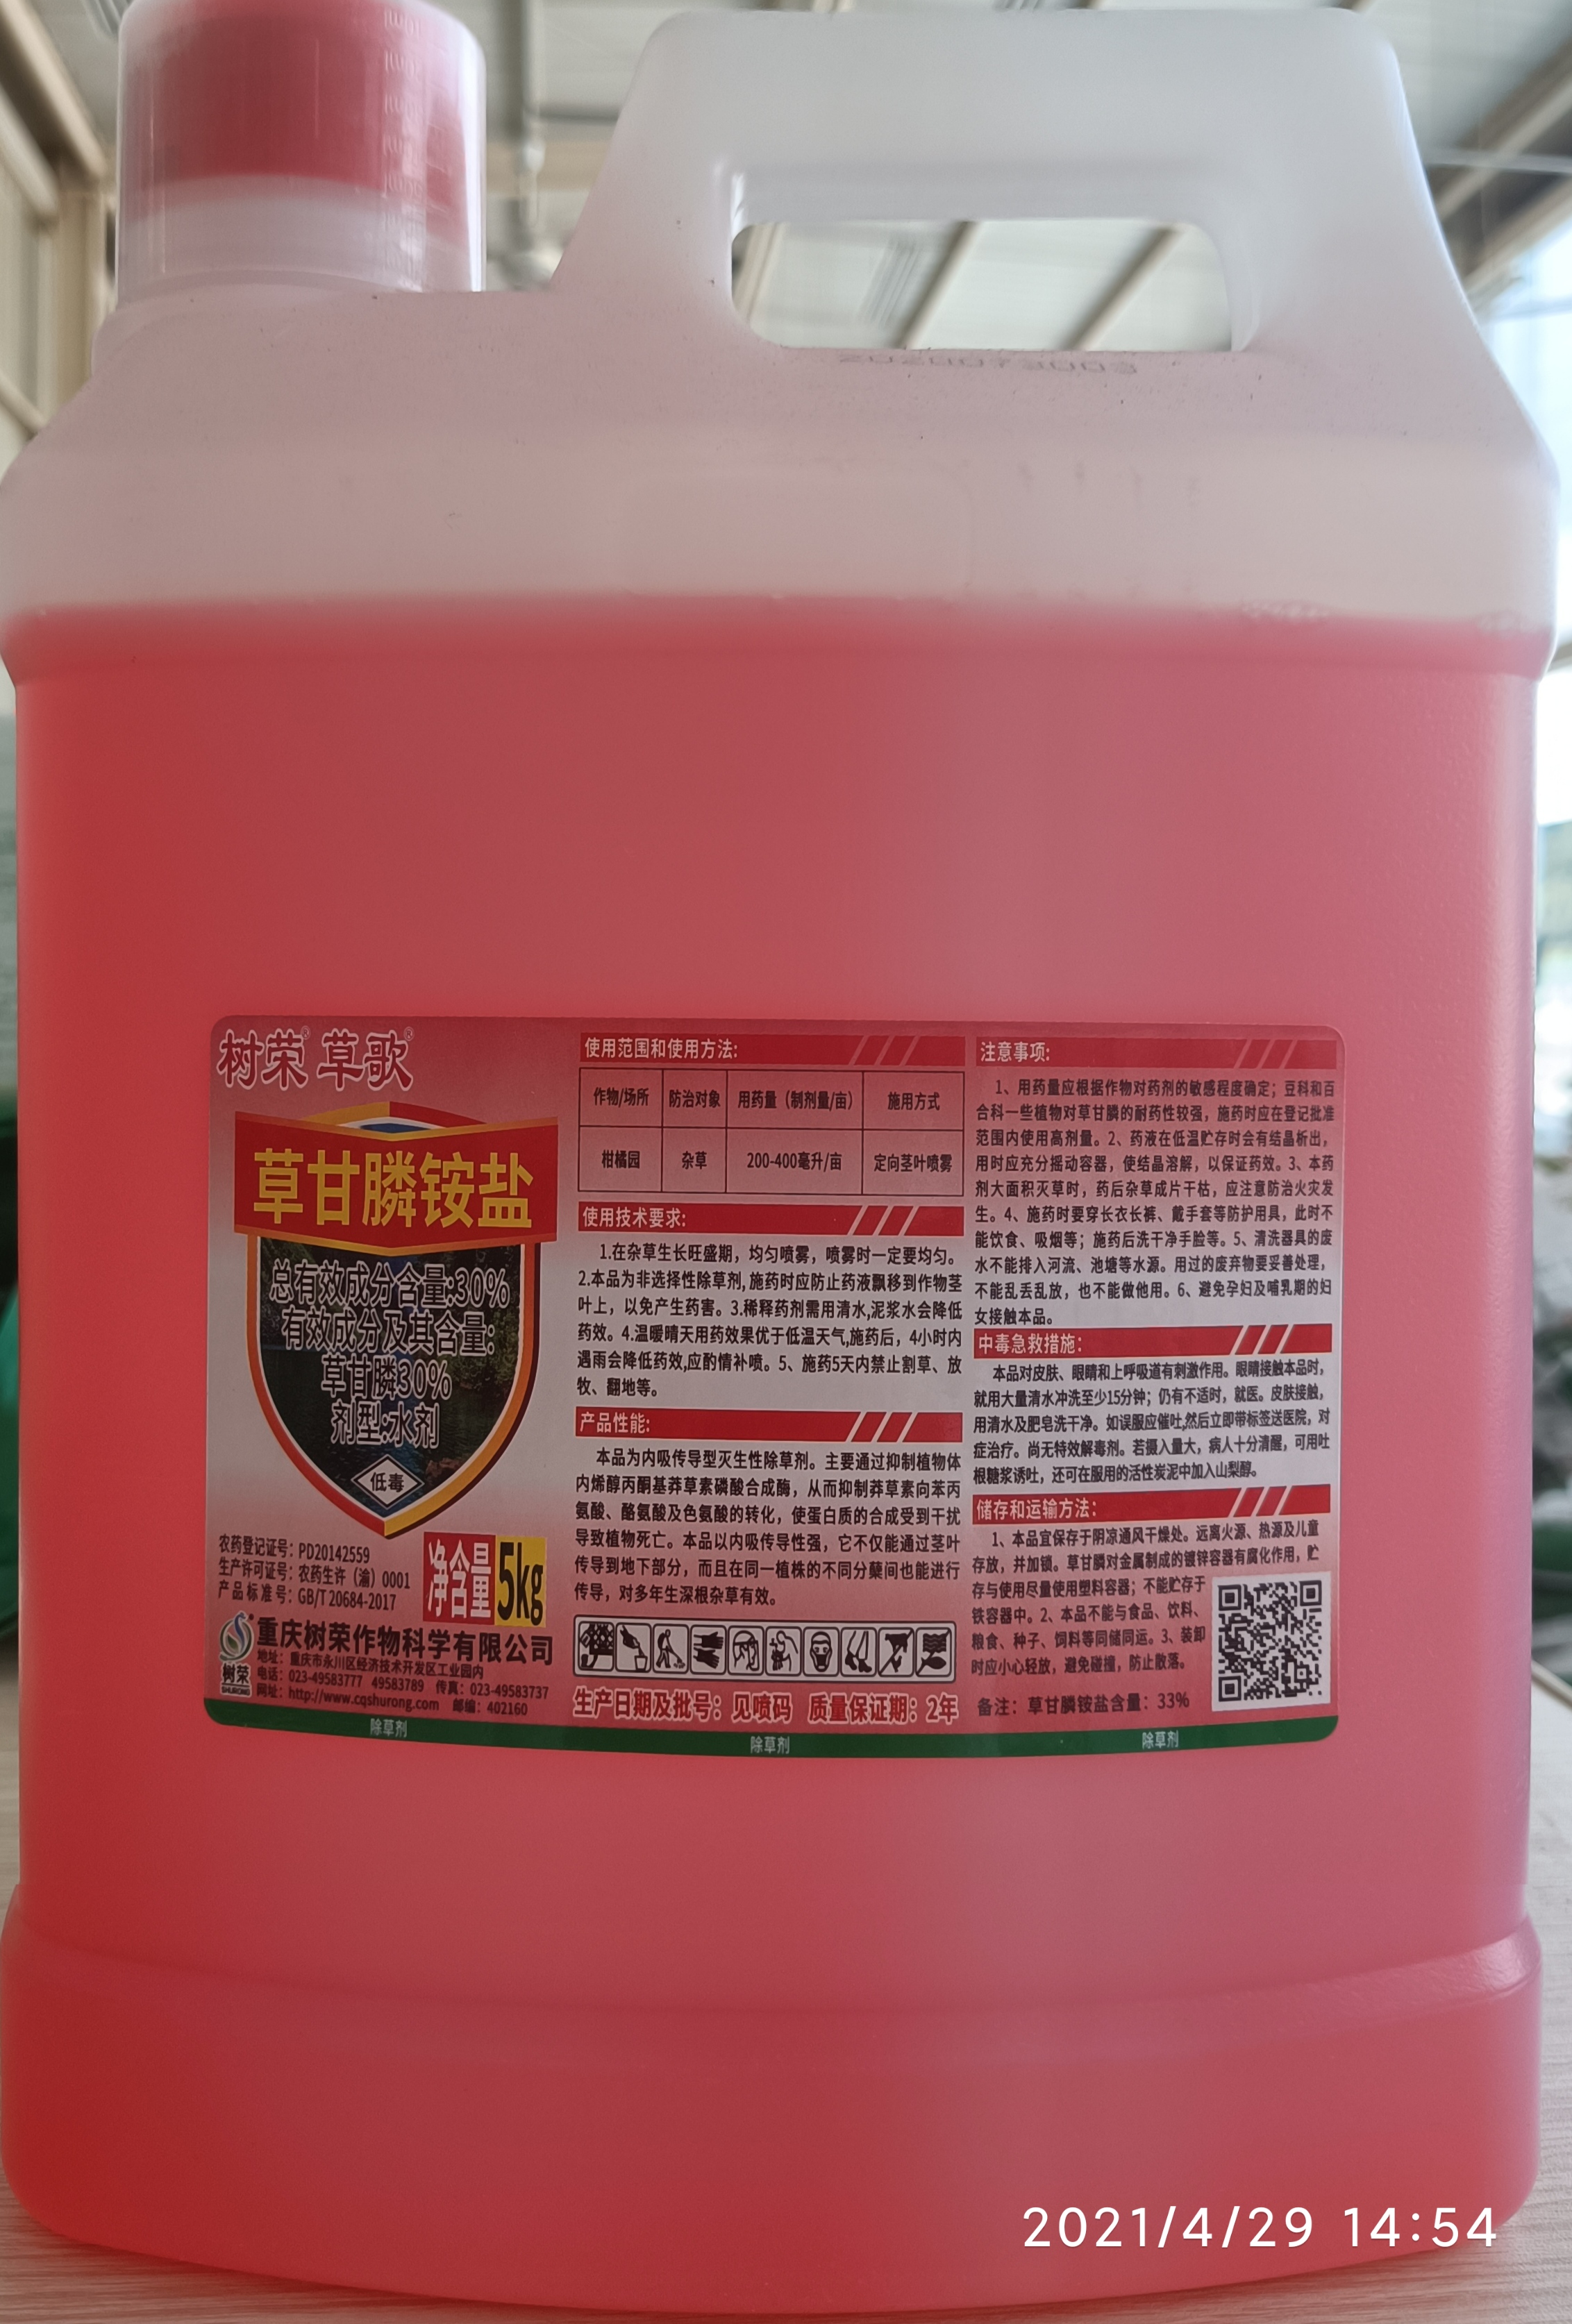 树荣® 草歌®
草甘膦铵盐
总有效成分含量:30%
有效成分及其含量:
草甘膦30%
剂型:水剂
低毒
农药登记证号：PD20142559
生产许可证号：农药生许（渝）0001
产品标准号：GB/T 20684-2017
净含量 5kg
树荣
SHURONG
重庆树荣作物科学有限公司
地址：重庆市永川区经济技术开发区工业园内
电话：023-49583777 49583789 传真：023-49583737
网址：http://www.cqshurong.com 邮编：402160
除草剂
使用范围和使用方法:
作物/场所 防治对象 用药量（制剂量/亩） 施用方式
柑橘园 杂草 200-400毫升/亩 定向茎叶喷雾
使用技术要求:
1.在杂草生长旺盛期，均匀喷雾，喷雾时一定要均匀。
2.本品为非选择性除草剂,施药时应防止药液飘移到作物茎
叶上，以免产生药害。3.稀释药剂需用清水,泥浆水会降低
药效。4.温暖晴天用药效果优于低温天气,施药后，4小时内
遇雨会降低药效,应酌情补喷。5、施药5天内禁止割草、放
牧、翻地等。
产品性能:
本品为内吸传导型灭生性除草剂。主要通过抑制植物体
内烯醇丙酮基莽草素磷酸合成酶，从而抑制莽草素向苯丙
氨酸、酪氨酸及色氨酸的转化，使蛋白质的合成受到干扰
导致植物死亡。本品以内吸传导性强，它不仅能通过茎叶
传导到地下部分，而且在同一植株的不同分蘖间也能进行
传导，对多年生深根杂草有效。
生产日期及批号：见喷码 质量保证期：2年
除草剂
注意事项:
1、用药量应根据作物对药剂的敏感程度确定；豆科和百
合科一些植物对草甘膦的耐药性较强，施药时应在登记批准
范围内使用高剂量。2、药液在低温贮存时会有结晶析出，
用时应充分摇动容器，使结晶溶解，以保证药效。3、本药
剂大面积灭草时，药后杂草成片干枯，应注意防治火灾发
生。4、施药时要穿长衣长裤、戴手套等防护用具，此时不
能饮食、吸烟等；施药后洗干净手脸等。5、清洗器具的废
水不能排入河流、池塘等水源。用过的废弃物要妥善处理，
不能乱丢乱放，也不能做他用。6、避免孕妇及哺乳期的妇
女接触本品。
中毒急救措施:
本品对皮肤、眼睛和上呼吸道有刺激作用。眼睛接触本品时，
就用大量清水冲洗至少15分钟；仍有不适时，就医。皮肤接触，
用清水及肥皂洗干净。如误服应催吐,然后立即带标签送医院，对
症治疗。尚无特效解毒剂。若摄入量大，病人十分清醒，可用吐
根糖浆诱吐，还可在服用的活性炭泥中加入山梨醇。
储存和运输方法:
1、本品宜保存于阴凉通风干燥处。远离火源、热源及儿童
存放，并加锁。草甘膦对金属制成的镀锌容器有腐化作用，贮
存与使用尽量使用塑料容器；不能贮存于
铁容器中。2、本品不能与食品、饮料、
粮食、种子、饲料等同储同运。3、装卸
时应小心轻放，避免碰撞，防止散落。
备注：草甘膦铵盐含量：33%
除草剂
2021/4/29 14:54